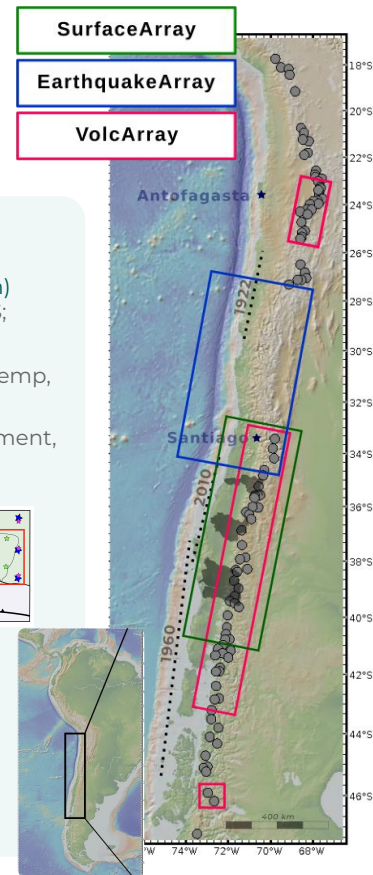 SurfaceArray
EarthquakeArray
VolcArray
18°S
20°S
22°S
Antofagasta
24°S
n)
;
26°S
28°S
1922
emp,
30°S
32°S
ment,
Santiago
34°S
2010
36°S
38°S
1960
40°S
42°S
44°S
400 km
46°S
°W
74°W
72°W
70°W
68°W